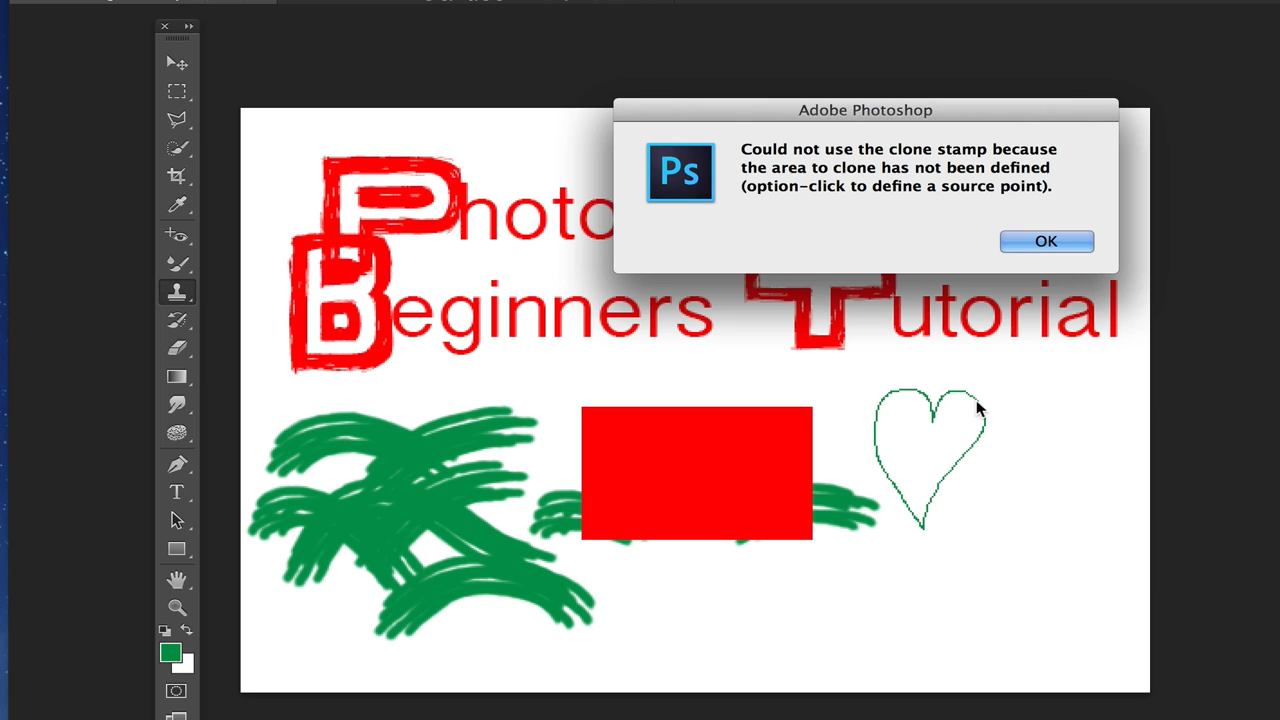 Adobe Photoshop
Ps
Could not use the clone stamp because
the area to clone has not been defined
(option-click to define a source point).
OK
Photo
Beginners Tutorial
T